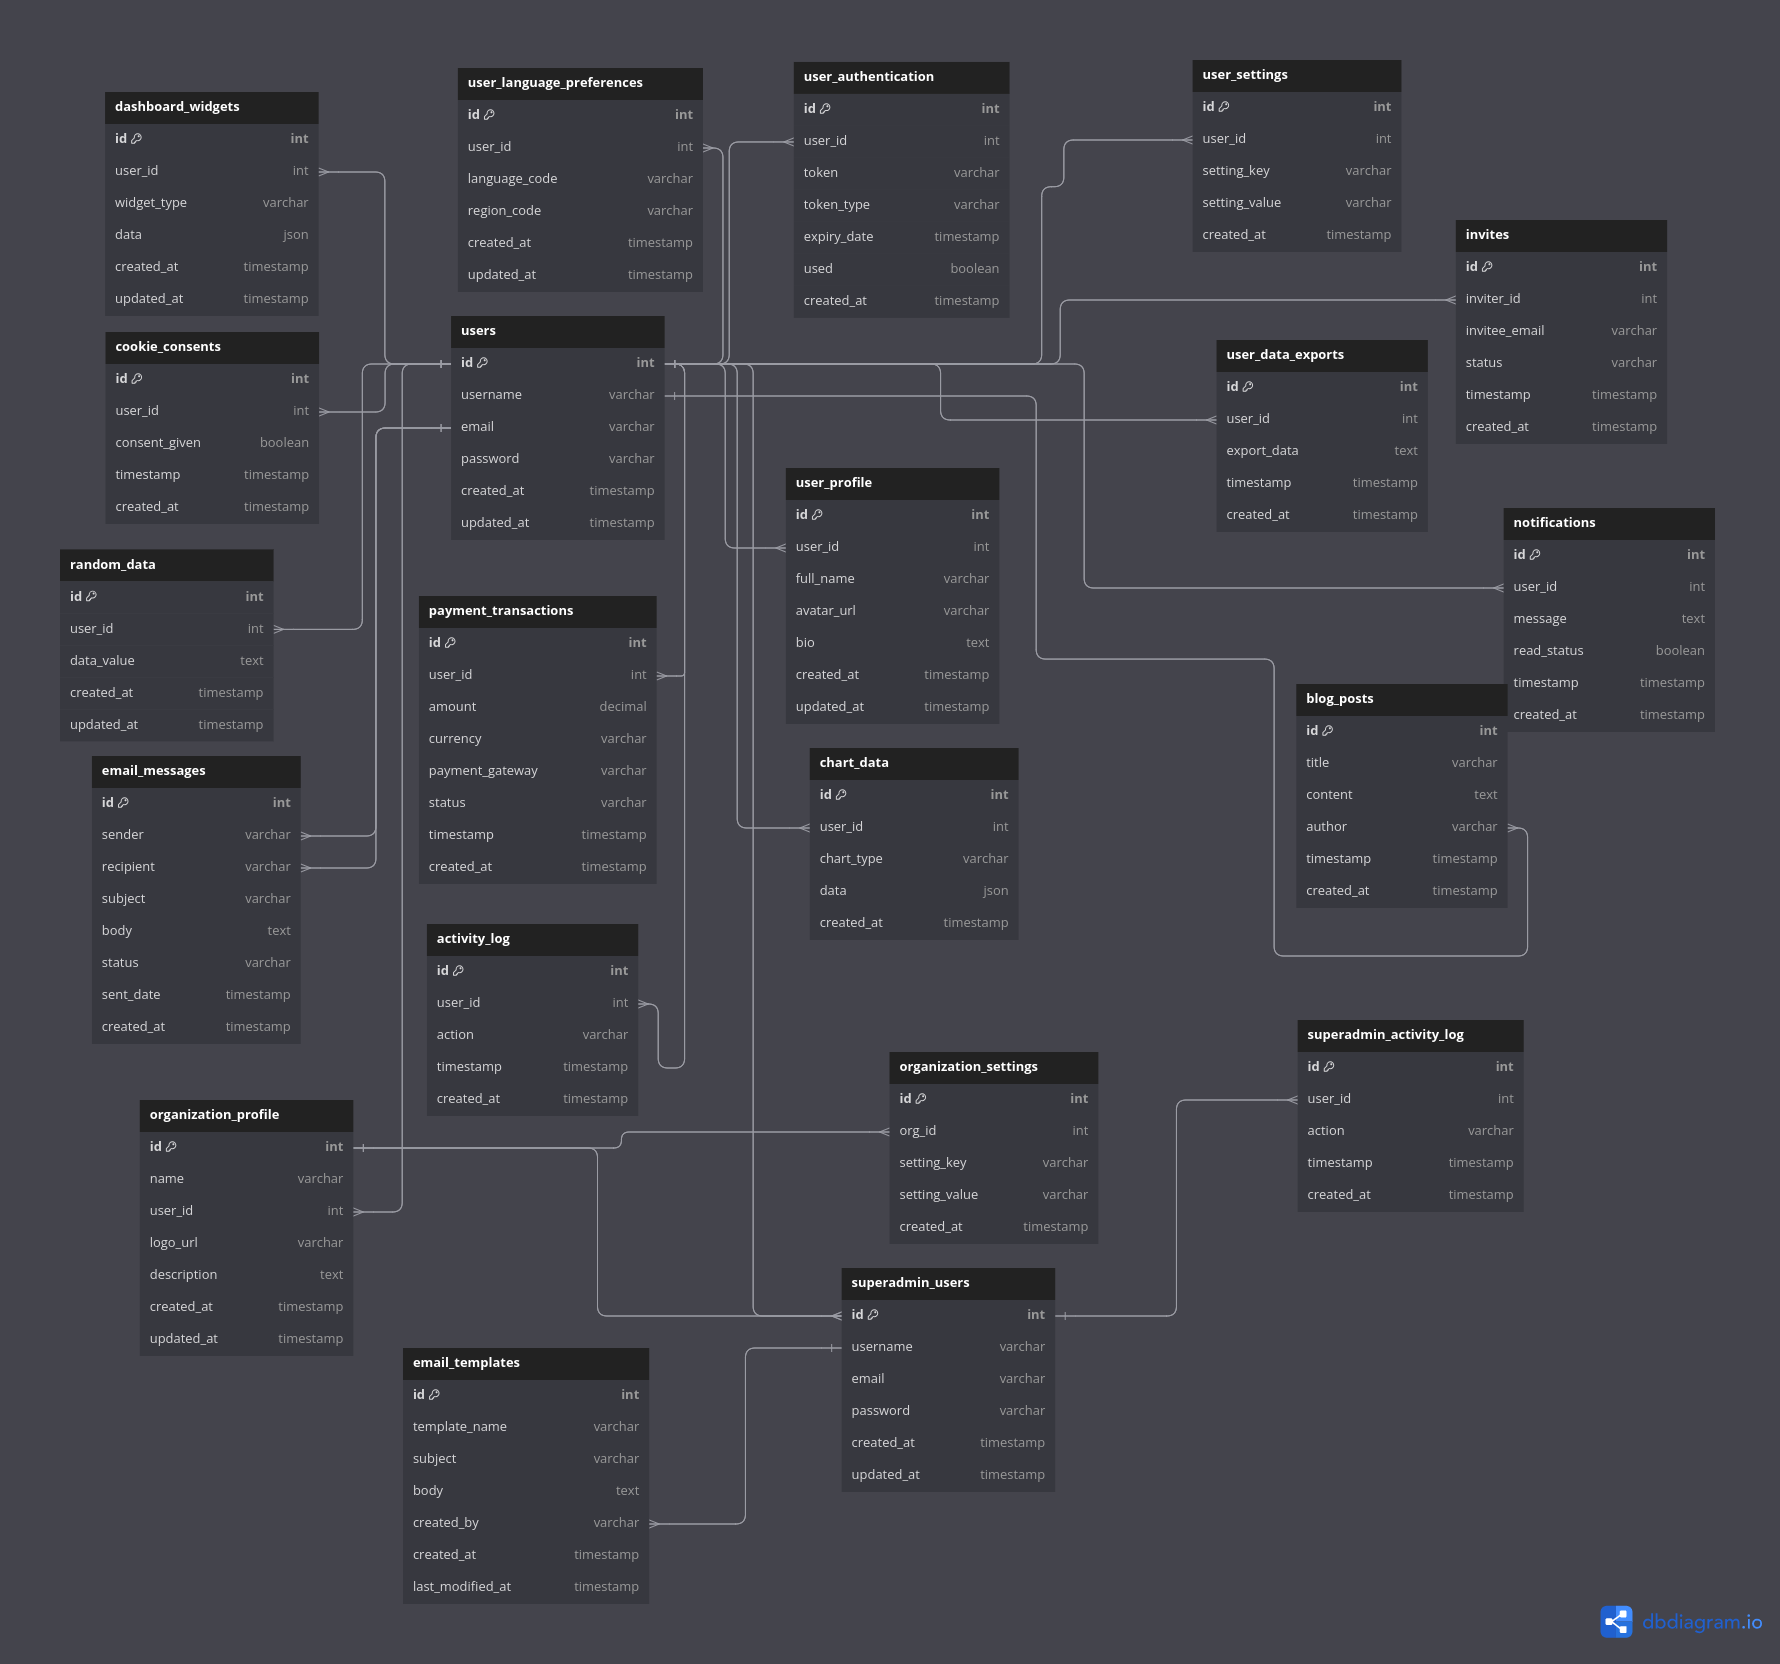 dashboard_widgets
id int
user_id int
widget_type varchar
data json
created_at timestamp
updated_at timestamp
user_language_preferences
id int
user_id int
language_code varchar
region_code varchar
created_at timestamp
updated_at timestamp
user_authentication
id int
user_id int
token varchar
token_type varchar
expiry_date timestamp
used boolean
created_at timestamp
user_settings
id int
user_id int
setting_key varchar
setting_value varchar
created_at timestamp
invites
id int
inviter_id int
invitee_email varchar
status varchar
timestamp timestamp
created_at timestamp
cookie_consents
id int
user_id int
consent_given boolean
timestamp timestamp
created_at timestamp
users
id int
username varchar
email varchar
password varchar
created_at timestamp
updated_at timestamp
user_data_exports
id int
user_id int
export_data text
timestamp timestamp
created_at timestamp
user_profile
id int
user_id int
full_name varchar
avatar_url varchar
bio text
created_at timestamp
updated_at timestamp
notifications
id int
user_id int
message text
read_status boolean
timestamp timestamp
created_at timestamp
random_data
id int
user_id int
data_value text
created_at timestamp
updated_at timestamp
payment_transactions
id int
user_id int
amount decimal
currency varchar
payment_gateway varchar
status varchar
timestamp timestamp
created_at timestamp
blog_posts
id int
title varchar
content text
author varchar
timestamp timestamp
created_at timestamp
email_messages
id int
sender varchar
recipient varchar
subject varchar
body text
status varchar
sent_date timestamp
created_at timestamp
chart_data
id int
user_id int
chart_type varchar
data json
created_at timestamp
activity_log
id int
user_id int
action varchar
timestamp timestamp
created_at timestamp
organization_settings
id int
org_id int
setting_key varchar
setting_value varchar
created_at timestamp
superadmin_activity_log
id int
user_id int
action varchar
timestamp timestamp
created_at timestamp
organization_profile
id int
name varchar
user_id int
logo_url varchar
description text
created_at timestamp
updated_at timestamp
superadmin_users
id int
username varchar
email varchar
password varchar
created_at timestamp
updated_at timestamp
email_templates
id int
template_name varchar
subject varchar
body text
created_by varchar
created_at timestamp
last_modified_at timestamp
dbdiagram.io